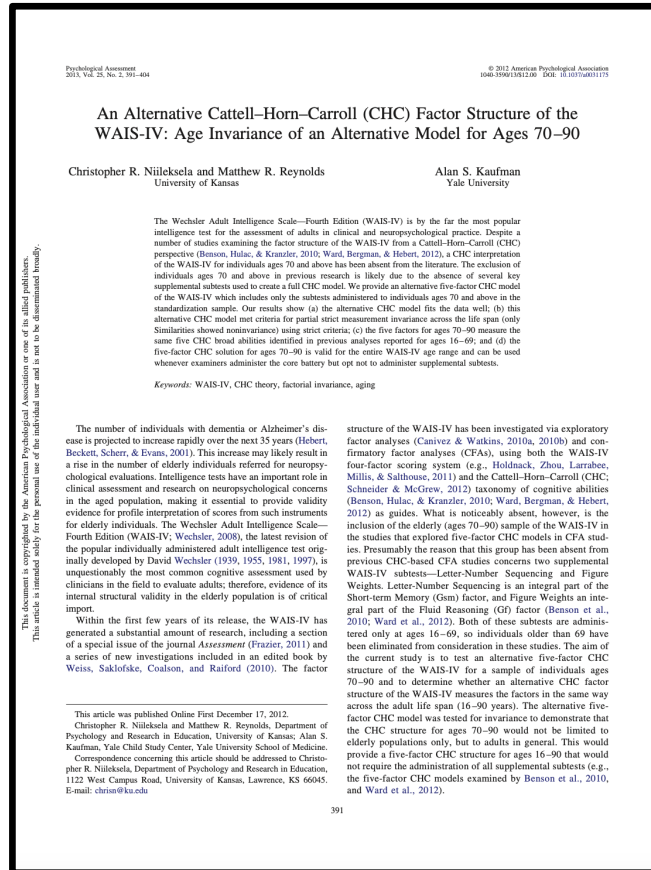 Psychological Assessment
2013, Vol. 25, No. 2, 391–404
© 2012 American Psychological Association
1040-3590/13/$12.00 DOI: 10.1037/a0031175
An Alternative Cattell–Horn–Carroll (CHC) Factor Structure of the
WAIS-IV: Age Invariance of an Alternative Model for Ages 70–90
Christopher R. Niileksela and Matthew R. Reynolds
University of Kansas
Alan S. Kaufman
Yale University
The Wechsler Adult Intelligence Scale—Fourth Edition (WAIS-IV) is by the far the most popular
intelligence test for the assessment of adults in clinical and neuropsychological practice. Despite a
number of studies examining the factor structure of the WAIS-IV from a Cattell–Horn–Carroll (CHC)
perspective (Benson, Hulac, & Kranzler, 2010; Ward, Bergman, & Hebert, 2012), a CHC interpretation
of the WAIS-IV for individuals ages 70 and above has been absent from the literature. The exclusion of
individuals ages 70 and above in previous research is likely due to the absence of several key
supplemental subtests used to create a full CHC model. We provide an alternative five-factor CHC model
of the WAIS-IV which includes only the subtests administered to individuals ages 70 and above in the
standardization sample. Our results show (a) the alternative CHC model fits the data well; (b) this
alternative CHC model met criteria for partial strict measurement invariance across the life span (only
Similarities showed noninvariance) using strict criteria; (c) the five factors for ages 70–90 measure the
same five CHC broad abilities identified in previous analyses reported for ages 16–69; and (d) the
five-factor CHC solution for ages 70–90 is valid for the entire WAIS-IV age range and can be used
whenever examiners administer the core battery but opt not to administer supplemental subtests.
Keywords: WAIS-IV, CHC theory, factorial invariance, aging
The number of individuals with dementia or Alzheimer's dis-
ease is projected to increase rapidly over the next 35 years (Hebert,
Beckett, Scherr, & Evans, 2001). This increase may likely result in
a rise in the number of elderly individuals referred for neuropsy-
chological evaluations. Intelligence tests have an important role in
clinical assessment and research on neuropsychological concerns
in the aged population, making it essential to provide validity
evidence for profile interpretation of scores from such instruments
for elderly individuals. The Wechsler Adult Intelligence Scale—
Fourth Edition (WAIS-IV; Wechsler, 2008), the latest revision of
the popular individually administered adult intelligence test orig-
inally developed by David Wechsler (1939, 1955, 1981, 1997), is
unquestionably the most common cognitive assessment used by
clinicians in the field to evaluate adults; therefore, evidence of its
internal structural validity in the elderly population is of critical
import.
Within the first few years of its release, the WAIS-IV has
generated a substantial amount of research, including a section
of a special issue of the journal Assessment (Frazier, 2011) and
a series of new investigations included in an edited book by
Weiss, Saklofske, Coalson, and Raiford (2010). The factor
This article was published Online First December 17, 2012.
Christopher R. Niileksela and Matthew R. Reynolds, Department of
Psychology and Research in Education, University of Kansas; Alan S.
Kaufman, Yale Child Study Center, Yale University School of Medicine.
Correspondence concerning this article should be addressed to Christo-
pher R. Niileksela, Department of Psychology and Research in Education,
1122 West Campus Road, University of Kansas, Lawrence, KS 66045.
E-mail: chrisn@ku.edu
structure of the WAIS-IV has been investigated via exploratory
factor analyses (Canivez & Watkins, 2010a, 2010b) and con-
firmatory factor analyses (CFAs), using both the WAIS-IV
four-factor scoring system (e.g., Holdnack, Zhou, Larrabee,
Millis, & Salthouse, 2011) and the Cattell–Horn–Carroll (CHC;
Schneider & McGrew, 2012) taxonomy of cognitive abilities
(Benson, Hulac, & Kranzler, 2010; Ward, Bergman, & Hebert,
2012) as guides. What is noticeably absent, however, is the
inclusion of the elderly (ages 70–90) sample of the WAIS-IV in
the studies that explored five-factor CHC models in CFA stud-
ies. Presumably the reason that this group has been absent from
previous CHC-based CFA studies concerns two supplemental
WAIS-IV subtests—Letter-Number Sequencing and Figure
Weights. Letter-Number Sequencing is an integral part of the
Short-term Memory (Gsm) factor, and Figure Weights an inte-
gral part of the Fluid Reasoning (Gf) factor (Benson et al.,
2010; Ward et al. 2012). Both of these subtests are adminis-
tered only at ages 16–69, so individuals older than 69 have
been eliminated from consideration in these studies. The aim of
the current study is to test an alternative five-factor CHC
structure of the WAIS-IV for a sample of individuals ages
70–90 and to determine whether an alternative CHC factor
structure of the WAIS-IV measures the factors in the same way
across the adult life span (16–90 years). The alternative five-
factor CHC model was tested for invariance to demonstrate that
the CHC structure for ages 70–90 would not be limited to
elderly populations only, but to adults in general. This would
provide a five-factor CHC structure for ages 16–90 that would
not require the administration of all supplemental subtests (e.g.,
the five-factor CHC models examined by Benson et al., 2010,
and Ward et al., 2012).
391
This document is copyrighted by the American Psychological Association or one of its allied publishers.
This article is intended solely for the personal use of the individual user and is not to be disseminated broadly.